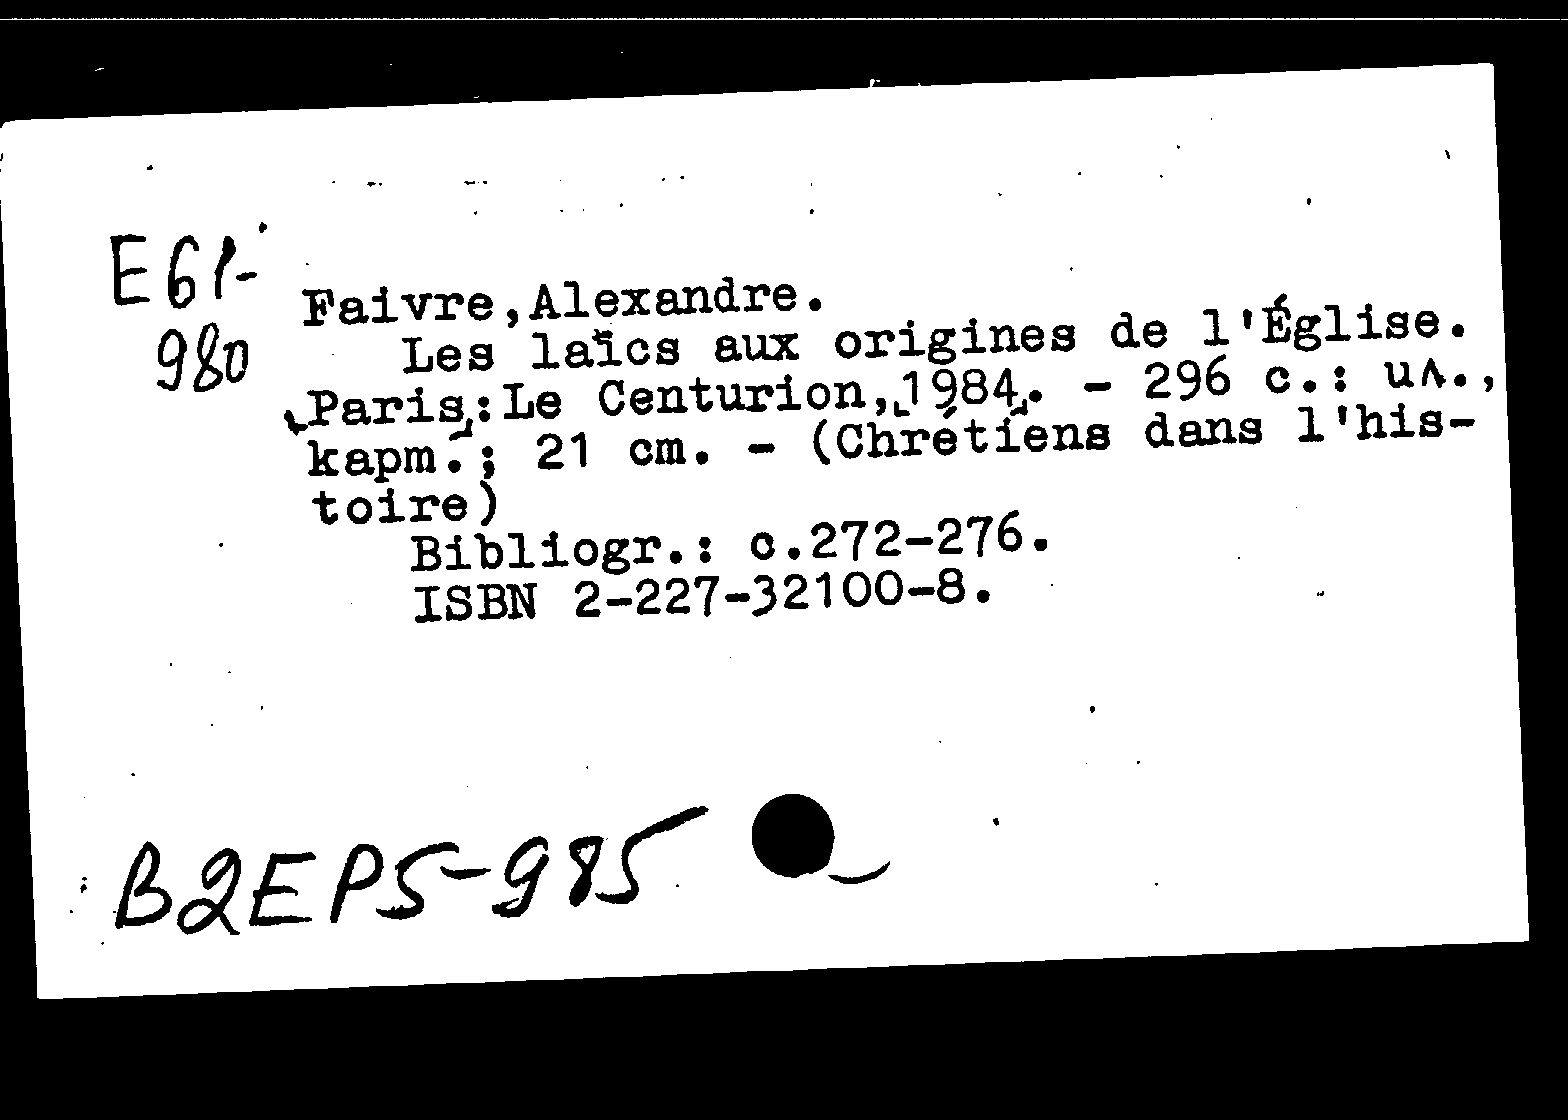 E61-
980
Faivre,Alexandre.
Les laïcs aux origines de l'Église.
Paris:Le Centurion,1984. - 296 с.: ил.,
карт.; 21 cm. - (Chrétiens dans l'his-
toire)
Bibliogr.: c.272-276.
ISBN 2-227-32100-8.
B2EP5-985